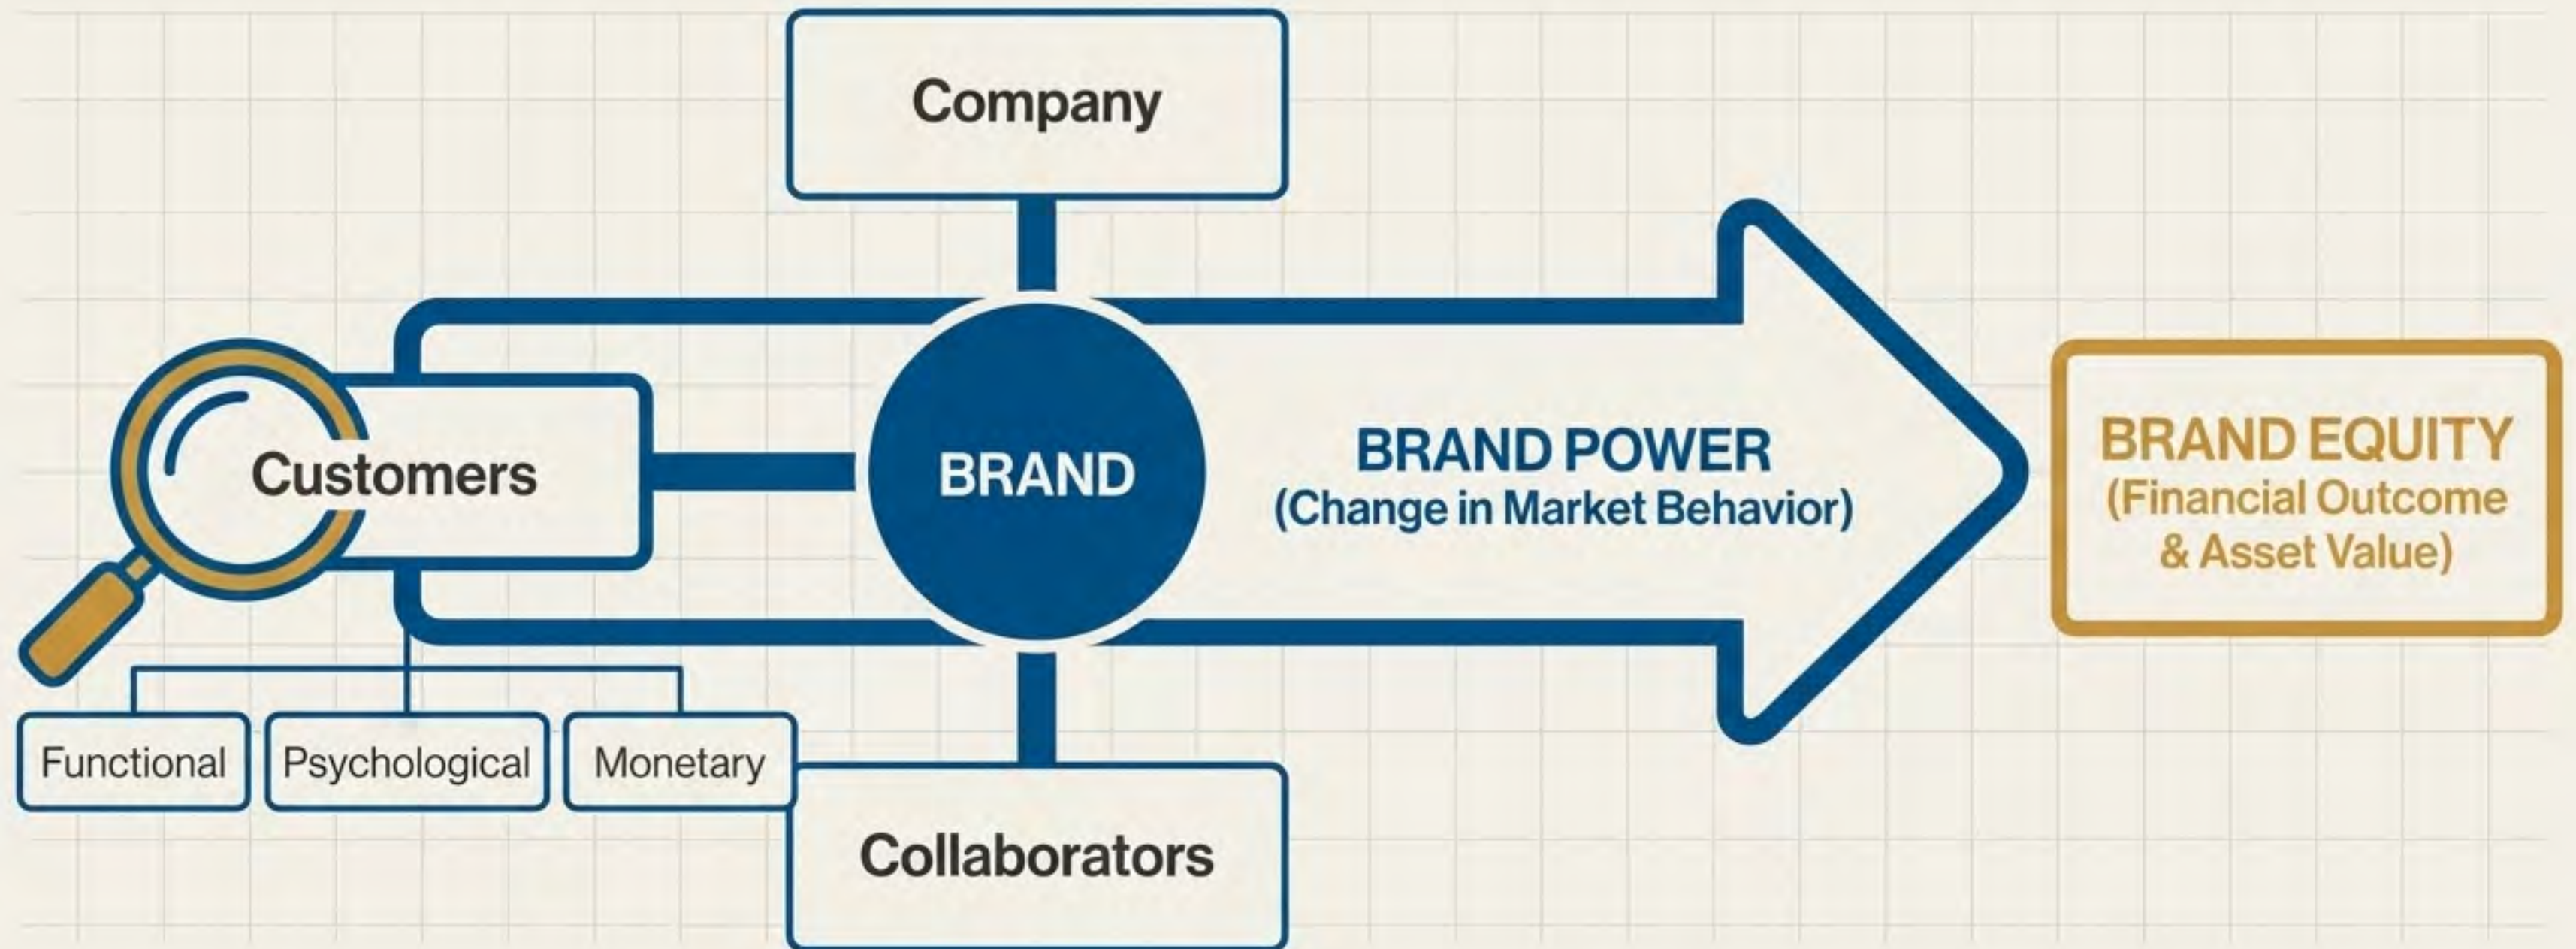 Company
Customers
BRAND
BRAND POWER
(Change in Market Behavior)
BRAND EQUITY
(Financial Outcome
& Asset Value)
Functional
Psychological
Monetary
Collaborators